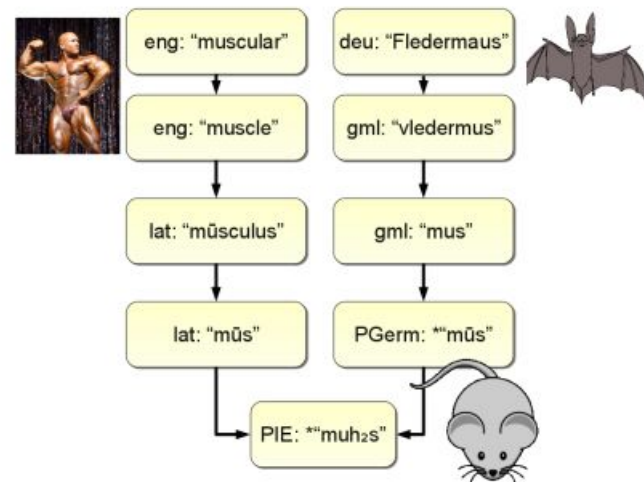 eng: “muscular”
deu: “Fledermaus”
eng: “muscle”
gml: “vledermus”
lat: “mūsculus”
gml: “mus”
lat: “mūs”
PGerm: *“mūs”
PIE: *“muh₂s”